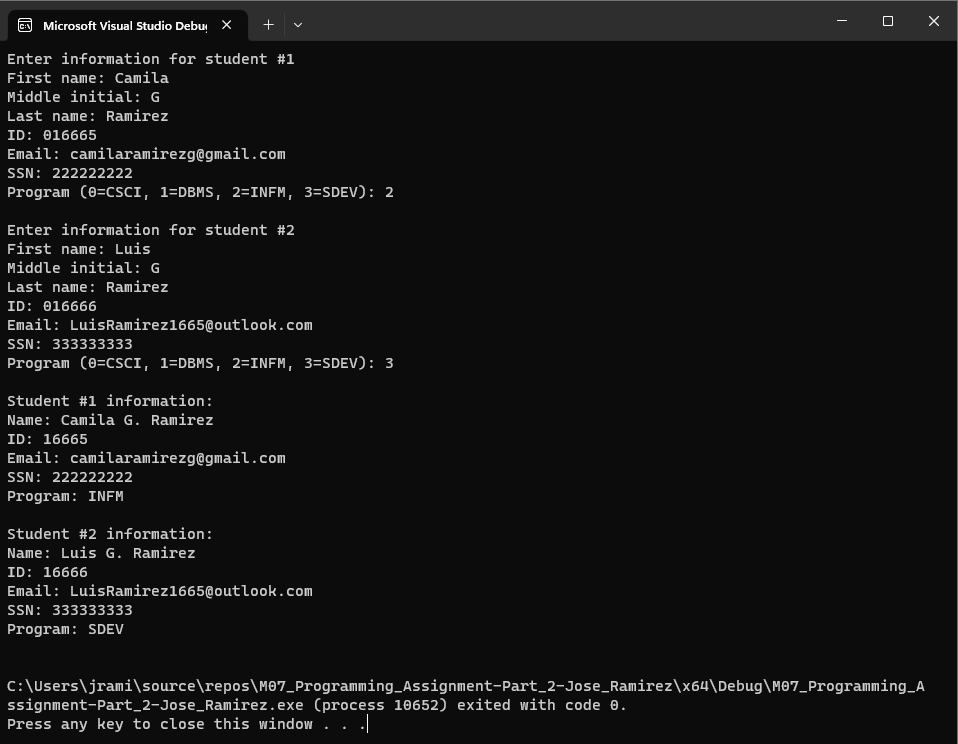 Microsoft Visual Studio Debu
Enter information for student #1
First name: Camila
Middle initial: G
Last name: Ramirez
ID: 016665
Email: camilaramirezg@gmail.com
SSN: 222222222
Program (0=CSCI, 1=DBMS, 2=INFM, 3=SDEV): 2
Enter information for student #2
First name: Luis
Middle initial: G
Last name: Ramirez
ID: 016666
Email: LuisRamirez1665@outlook.com
SSN: 333333333
Program (0=CSCI, 1=DBMS, 2=INFM, 3=SDEV): 3
Student #1 information:
Name: Camila G. Ramirez
ID: 16665
Email: camilaramirezg@gmail.com
SSN: 222222222
Program: INFM
Student #2 information:
Name: Luis G. Ramirez
ID: 16666
Email: LuisRamirez1665@outlook.com
SSN: 333333333
Program: SDEV
C:\Users\jrami\source\repos\M07_Programming_Assignment-Part_2-Jose_Ramirez\x64\Debug\M07_Programming_A
ssignment-Part_2-Jose_Ramirez.exe (process 10652) exited with code 0.
Press any key to close this window . . .